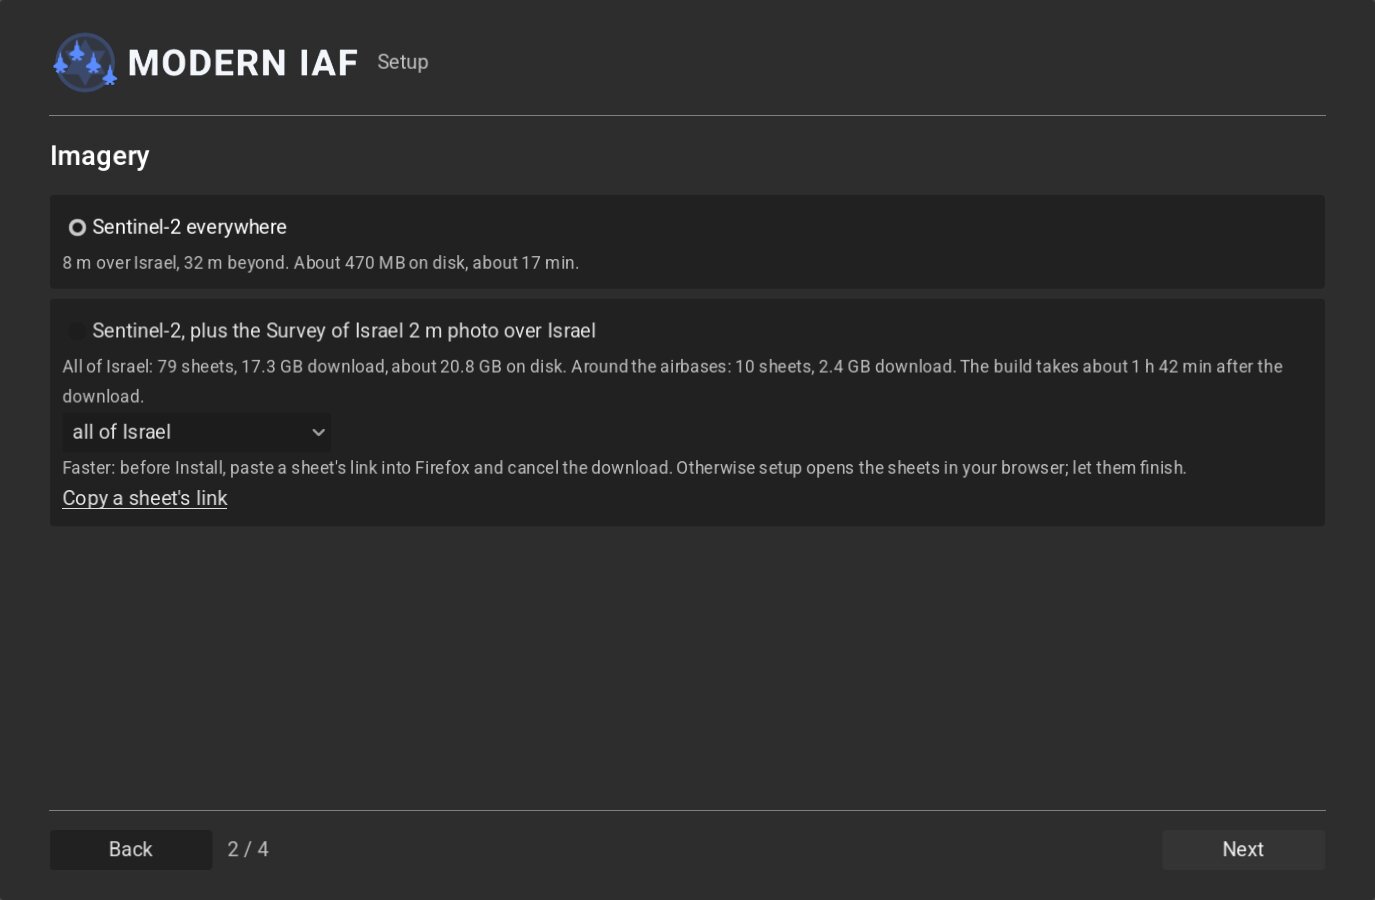 MODERN IAF Setup
Imagery
Sentinel-2 everywhere
8 m over Israel, 32 m beyond. About 470 MB on disk, about 17 min.
Sentinel-2, plus the Survey of Israel 2 m photo over Israel
All of Israel: 79 sheets, 17.3 GB download, about 20.8 GB on disk. Around the airbases: 10 sheets, 2.4 GB download. The build takes about 1 h 42 min after the
download.
all of Israel
Faster: before Install, paste a sheet's link into Firefox and cancel the download. Otherwise setup opens the sheets in your browser; let them finish.
Copy a sheet's link
Back 2 / 4 Next